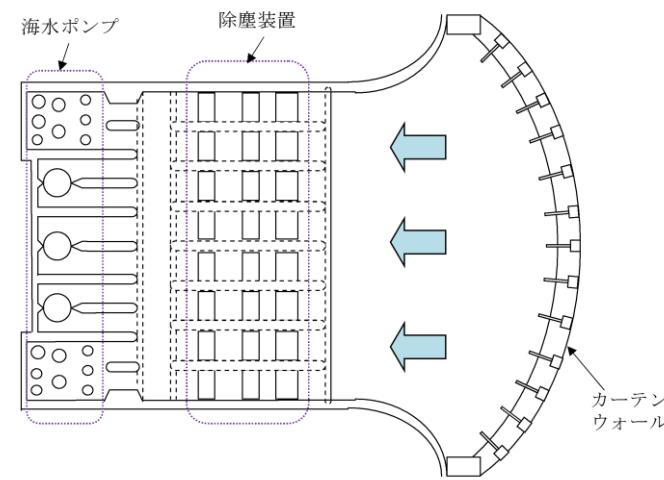 海水ポンプ
除塵装置
カーテン
ウォール